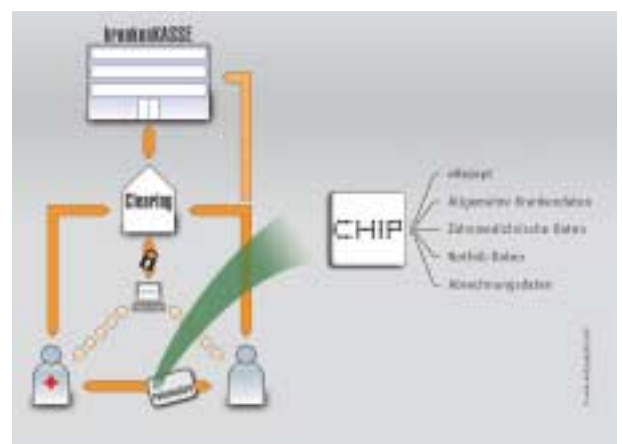 krankenKASSE
Clearing
CHIP
eRezept
Allgemeine Krankendaten
Zahnmedizinische Daten
Notfall-Daten
Abrechnungsdaten